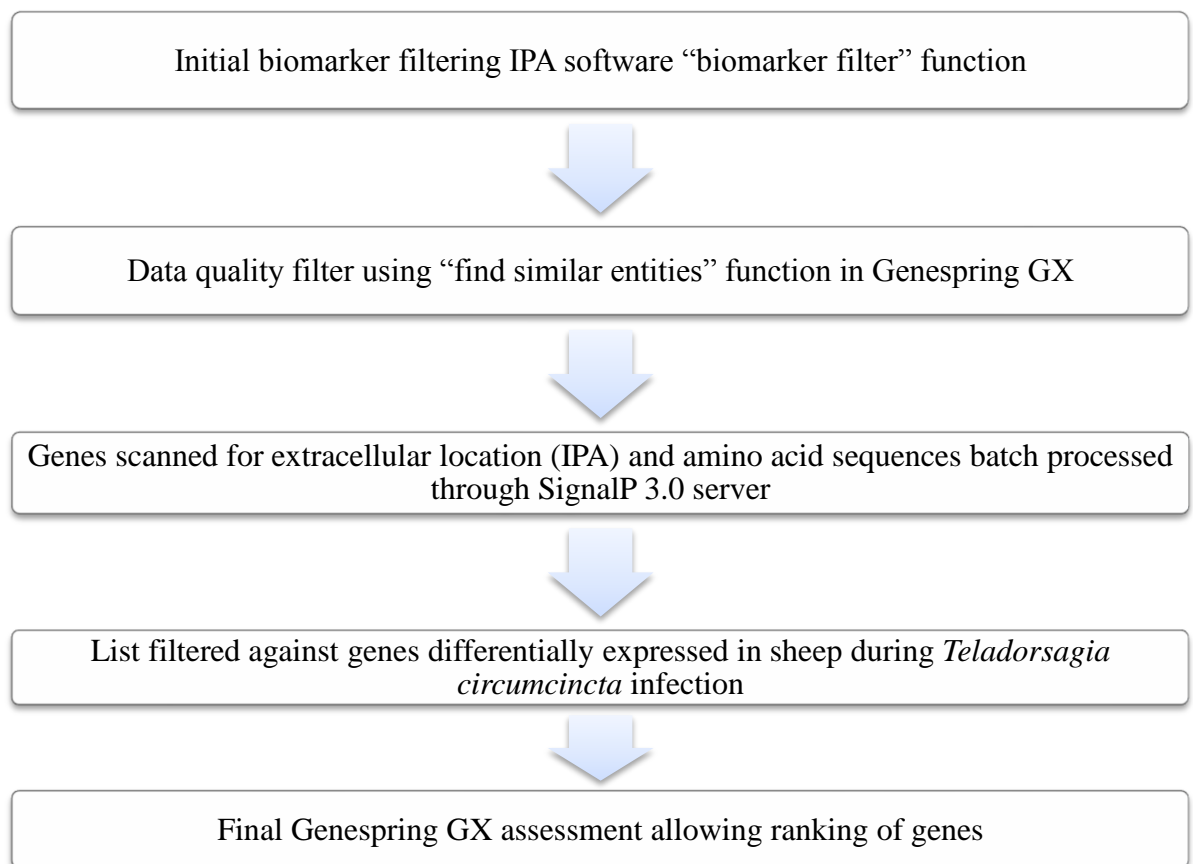 Initial biomarker filtering IPA software “biomarker filter” function
Data quality filter using “find similar entities” function in Genespring GX
Genes scanned for extracellular location (IPA) and amino acid sequences batch processed
through SignalP 3.0 server
List filtered against genes differentially expressed in sheep during Teladorsagia
circumcincta infection
Final Genespring GX assessment allowing ranking of genes